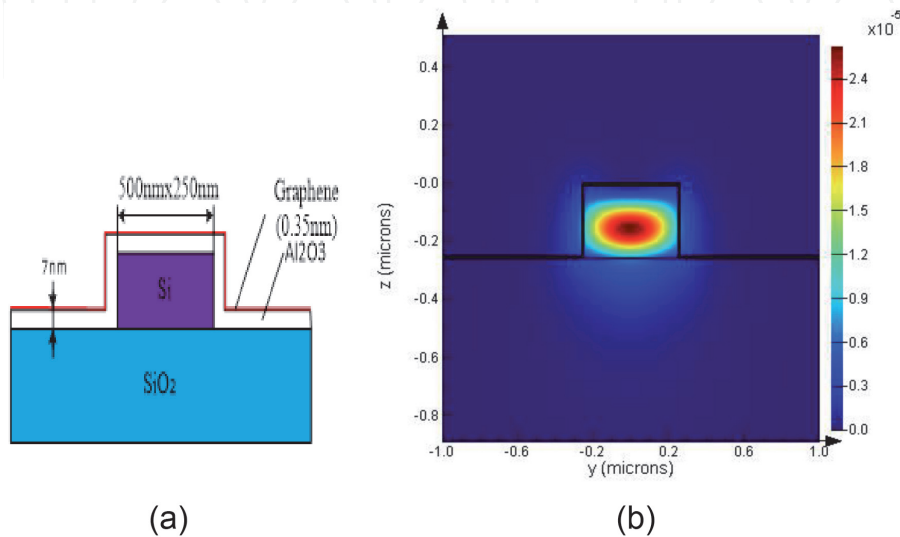 500nmx250nm
Graphene
(0.35nm)
Al2O3
7nm
Si
SiO2
(a)
x10-5
0.4
0.2
-0.0
-0.2
-0.4
-0.6
-0.8
z (microns)
-1.0 -0.6 -0.2 0.2 0.6 1.0
y (microns)
2.4
2.1
1.8
1.5
1.2
0.9
0.6
0.3
0.0
(b)